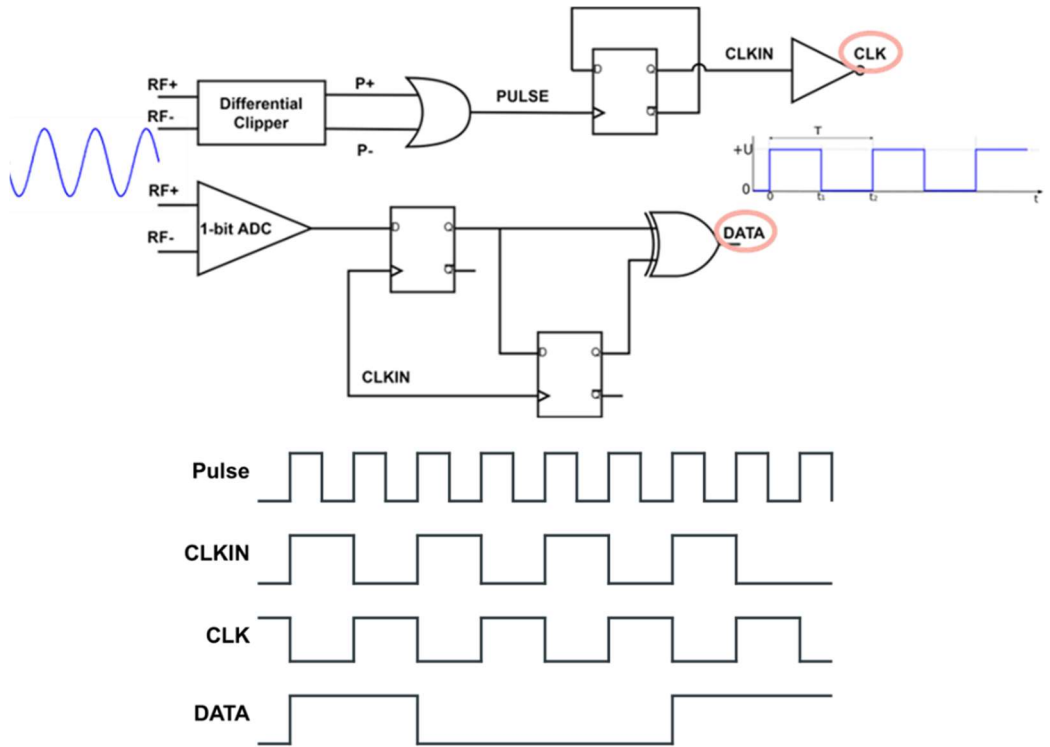 RF+
RF-
Differential
Clipper
P+
P-
PULSE
D
Q
Q
CLKIN
CLK
T
+U
0
0
t₁
t₂
t
RF+
RF-
1-bit ADC
D
Q
Q
DATA
D
Q
Q
CLKIN
Pulse
CLKIN
CLK
DATA